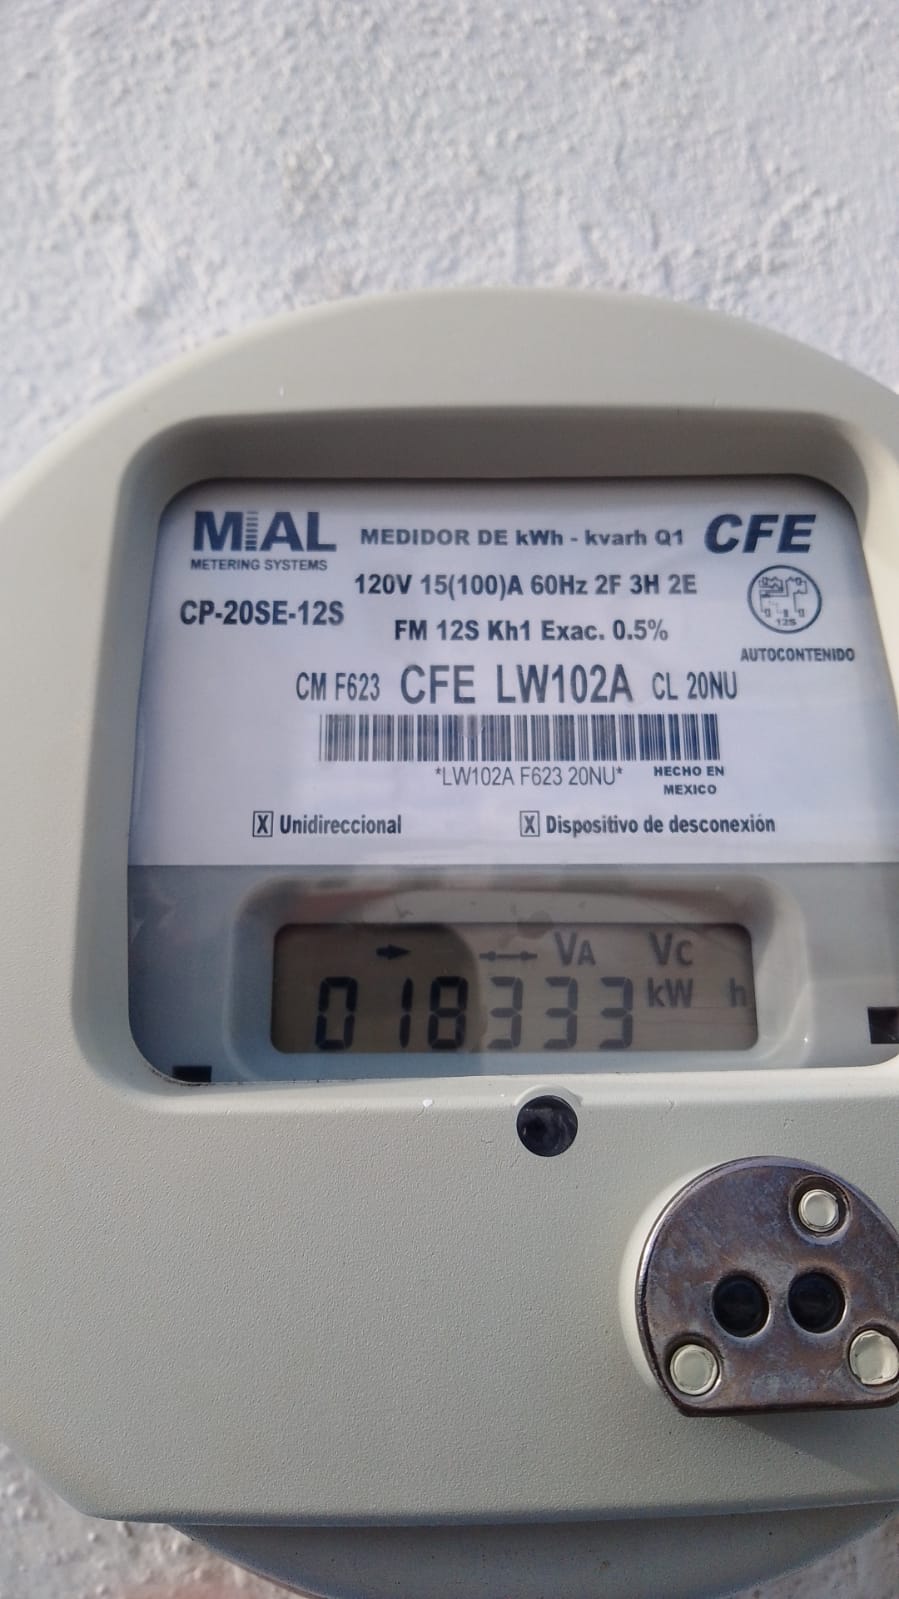 MIAL
METERING SYSTEMS
MEDIDOR DE kWh - kvarh Q1
CFE
120V 15(100)A 60Hz 2F 3H 2E
CP-20SE-12S
FM 12S Kh1 Exac. 0.5%
12S
AUTOCONTENIDO
CM F623 CFE LW102A CL 20NU
*LW102A F623 20NU*
HECHO EN
MEXICO
X Unidireccional
X Dispositivo de desconexión
VA VC
018333 kW h